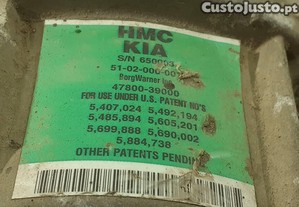 CustoJusto.pt
HMC
KIA
S/N 650093
51-02-000-001
BorgWarner
47800-39000
FOR USE UNDER U.S. PATENT NO'S
5,407,024 5,492,194
5,485,894 5,605,201
5,699,888 5,690,002
5,884,738
OTHER PATENTS PENDING